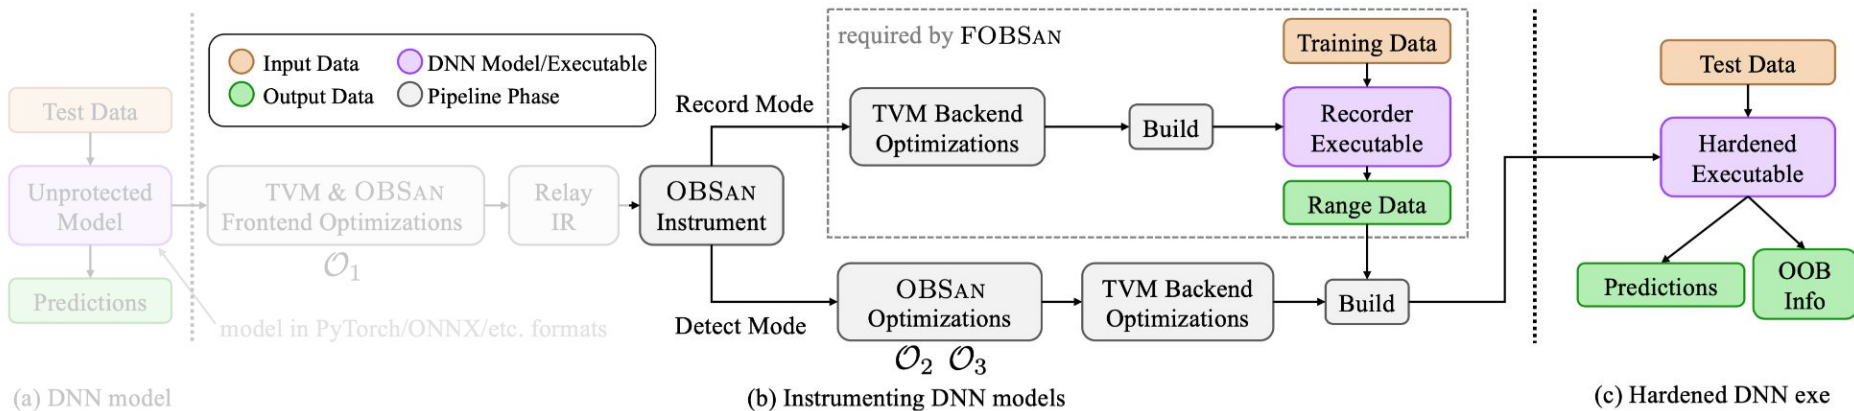 Input Data
DNN Model/Executable
Output Data
Pipeline Phase
Test Data
Unprotected
Model
Predictions
TVM & OBSAN
Frontend Optimizations
𝒪1
Relay
IR
model in PyTorch/ONNX/etc. formats
(a) DNN model
OBSAN
Instrument
Record Mode
required by FOBSAN
TVM Backend
Optimizations
Build
Training Data
Recorder
Executable
Range Data
Detect Mode
OBSAN
Optimizations
𝒪2 𝒪3
TVM Backend
Optimizations
Build
(b) Instrumenting DNN models
Test Data
Hardened
Executable
Predictions
OOB
Info
(c) Hardened DNN exe